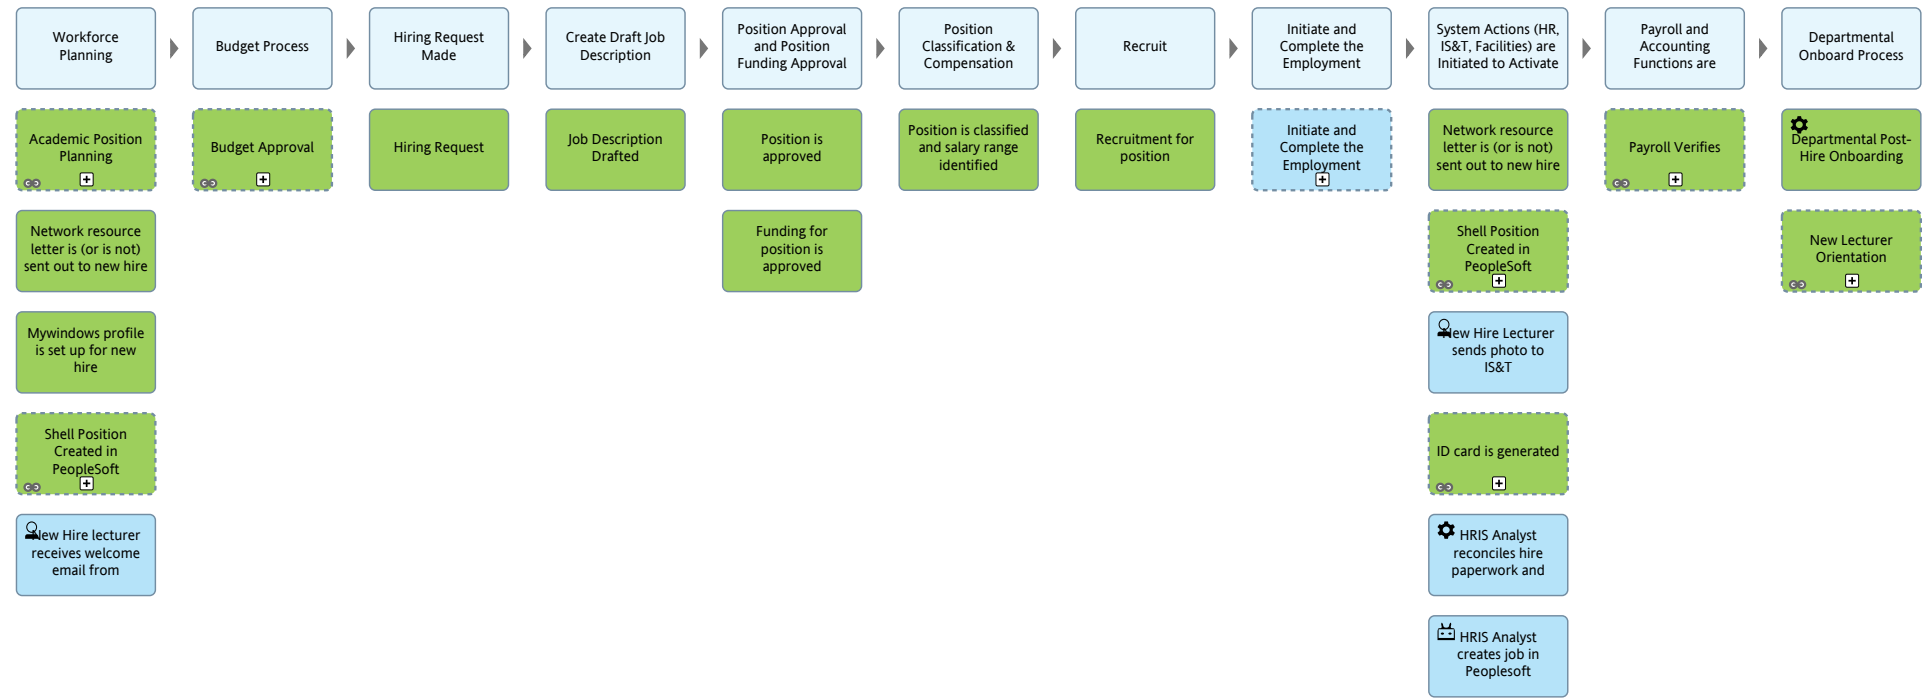 Workforce
Planning
Budget Process
Hiring Request
Made
Create Draft Job
Description
Position Approval
and Position
Funding Approval
Position
Classification &
Compensation
Recruit
Initiate and
Complete the
Employment
System Actions (HR,
IS&T, Facilities) are
Initiated to Activate
Payroll and
Accounting
Functions are
Departmental
Onboard Process
Academic Position
Planning
Budget Approval
Hiring Request
Job Description
Drafted
Position is
approved
Position is classified
and salary range
identified
Recruitment for
position
Initiate and
Complete the
Employment
Network resource
letter is (or is not)
sent out to new hire
Payroll Verifies
Departmental Post-
Hire Onboarding
Network resource
letter is (or is not)
sent out to new hire
Funding for
position is
approved
Shell Position
Created in
PeopleSoft
New Lecturer
Orientation
Mywindows profile
is set up for new
hire
New Hire Lecturer
sends photo to
IS&T
Shell Position
Created in
PeopleSoft
ID card is generated
New Hire lecturer
receives welcome
email from
HRIS Analyst
reconciles hire
paperwork and
HRIS Analyst
creates job in
Peoplesoft